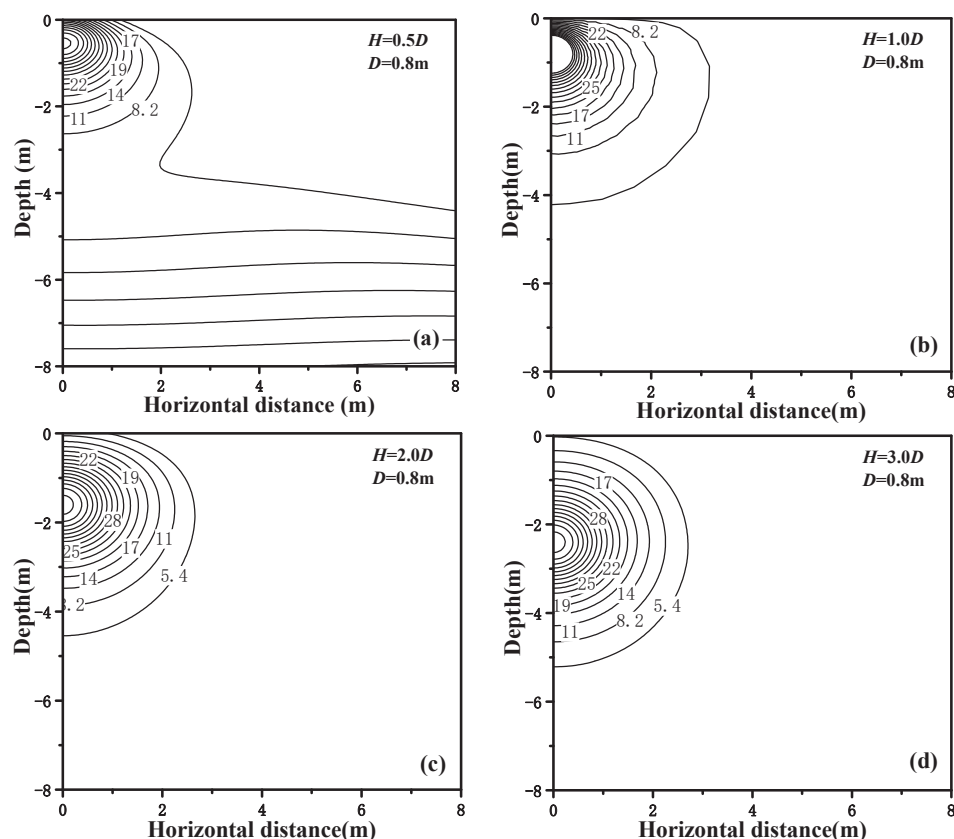 0
-2
-4
-6
-8
Depth (m)
H=0.5D
D=0.8m
17
19
22
14
8.2
11
(a)
0 2 4 6 8
Horizontal distance (m)
0
-2
-4
-6
-8
Depth(m)
H=1.0D
D=0.8m
8.2
22
25
17
11
(b)
0 2 4 6 8
Horizontal distance(m)
0
-2
-4
-6
-8
Depth(m)
H=2.0D
D=0.8m
22
19
28
11
25
17
14
5.4
(c)
0 2 4 6 8
Horizontal distance(m)
0
-2
-4
-6
-8
Depth(m)
H=3.0D
D=0.8m
17
28
22
25
14
19
5.4
8.2
11
(d)
0 2 4 6 8
Horizontal distance(m)